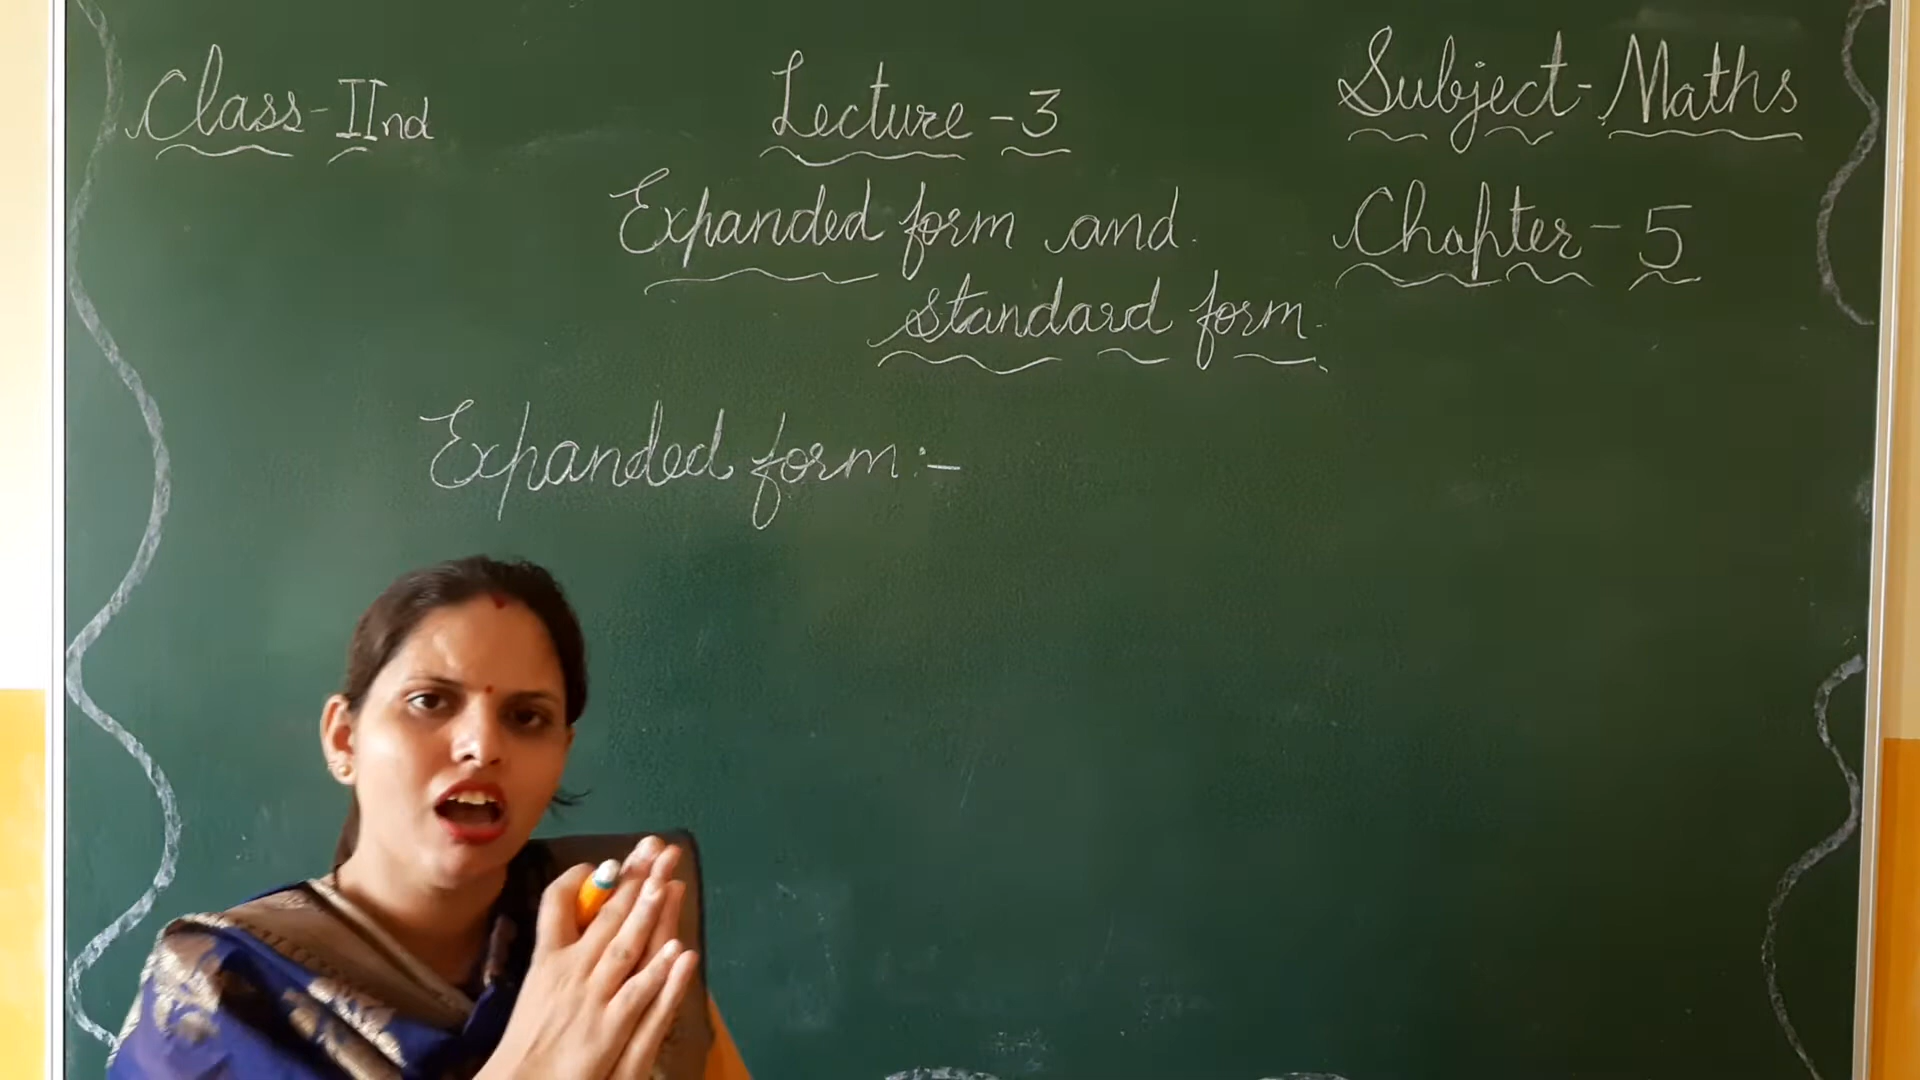 Class-IInd
Lecture-3
Subject-Maths
Expanded form and
Chapter-5
standard form
Expanded form:-